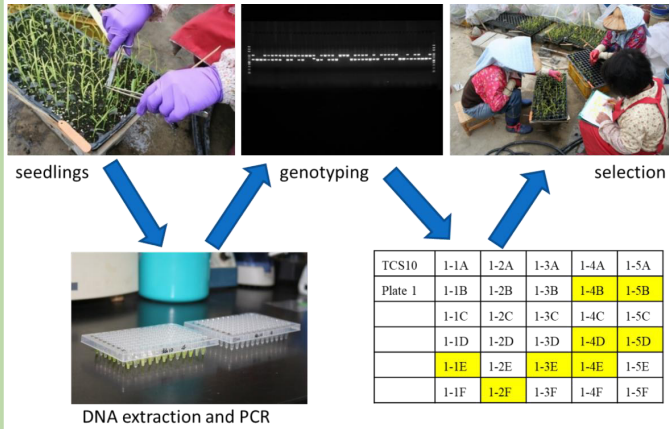 seedlings
genotyping
selection
DNA extraction and PCR
TCS10 1-1A 1-2A 1-3A 1-4A 1-5A
Plate 1 1-1B 1-2B 1-3B 1-4B 1-5B
1-1C 1-2C 1-3C 1-4C 1-5C
1-1D 1-2D 1-3D 1-4D 1-5D
1-1E 1-2E 1-3E 1-4E 1-5E
1-1F 1-2F 1-3F 1-4F 1-5F